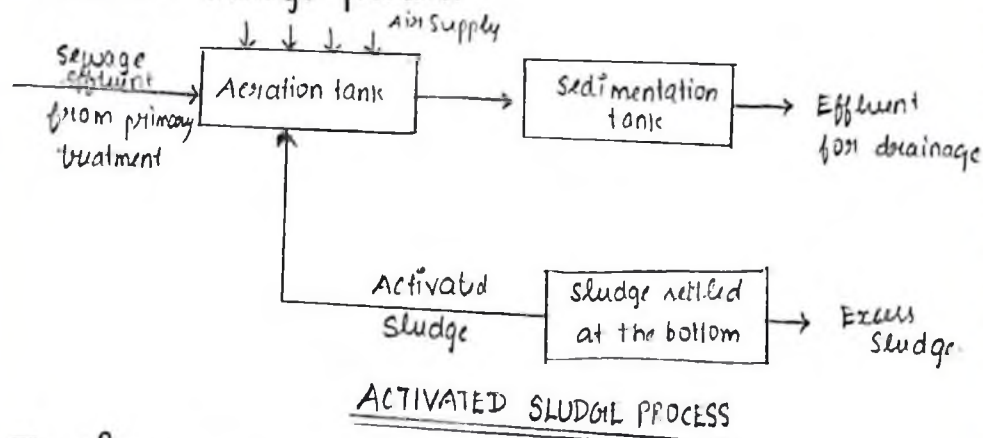 Air Supply
Sewage
effluent
from primary
treatment
Aeration tank
Sedimentation
tank
Effluent
for drainage
Activated
Sludge
Sludge settled
at the bottom
Excess
Sludge
ACTIVATED SLUDGE PROCESS